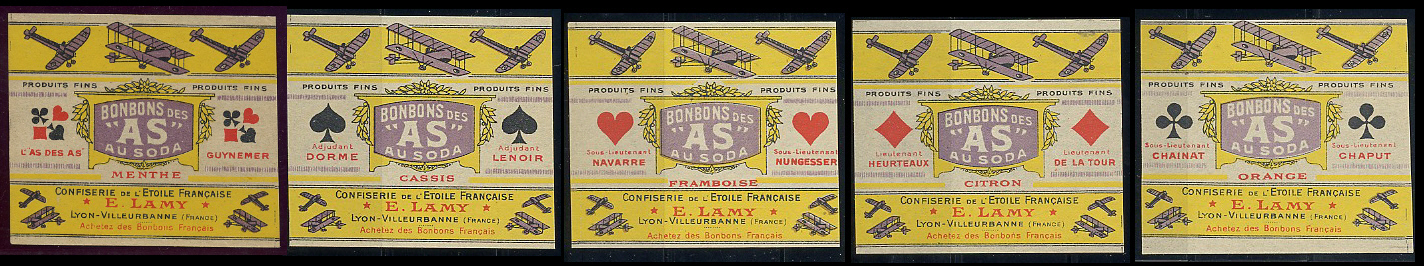 PRODUITS FINS PRODUITS FINS
BONBONS DES
"AS"
AU SODA
L'AS DES AS GUYNEMER
MENTHE
CONFISERIE DE L'ETOILE FRANÇAISE
E. LAMY
LYON-VILLEURBANNE (FRANCE)
Achetez des Bonbons Français
PRODUITS FINS PRODUITS FINS
BONBONS DES
"AS"
AU SODA
Adjudant Adjudant
DORME LENOIR
CASSIS
CONFISERIE DE L'ETOILE FRANÇAISE
E. LAMY
LYON-VILLEURBANNE (FRANCE)
Achetez des Bonbons Français
PRODUITS FINS PRODUITS FINS
BONBONS DES
"AS"
AU SODA
Sous-Lieutenant Sous-Lieutenant
NAVARRE NUNGESSER
FRAMBOISE
CONFISERIE DE L'ETOILE FRANÇAISE
E. LAMY
LYON-VILLEURBANNE (FRANCE)
Achetez des Bonbons Français
PRODUITS FINS PRODUITS FINS
BONBONS DES
"AS"
AU SODA
Lieutenant Lieutenant
HEURTEAUX DE LA TOUR
CITRON
CONFISERIE DE L'ETOILE FRANÇAISE
E. LAMY
LYON-VILLEURBANNE (FRANCE)
Achetez des Bonbons Français
PRODUITS FINS PRODUITS FINS
BONBONS DES
"AS"
AU SODA
Sous-Lieutenant Sous-Lieutenant
CHAINAT CHAPUT
ORANGE
CONFISERIE DE L'ETOILE FRANÇAISE
E. LAMY
LYON-VILLEURBANNE (FRANCE)
Achetez des Bonbons Français